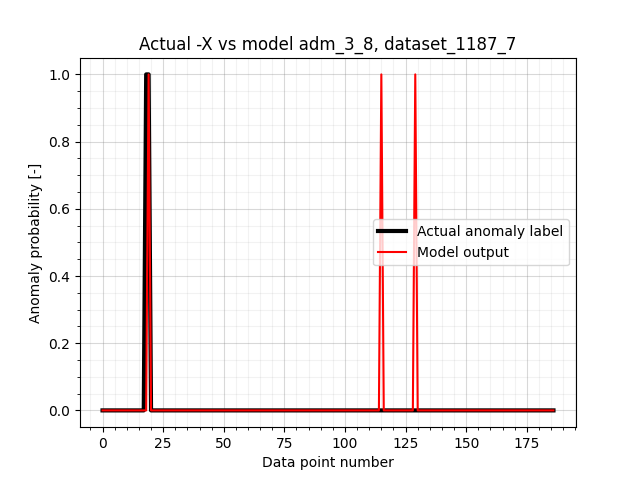 Actual -X vs model adm_3_8, dataset_1187_7
1.0
0.8
0.6
0.4
0.2
0.0
Anomaly probability [-]
Actual anomaly label
Model output
0 25 50 75 100 125 150 175
Data point number